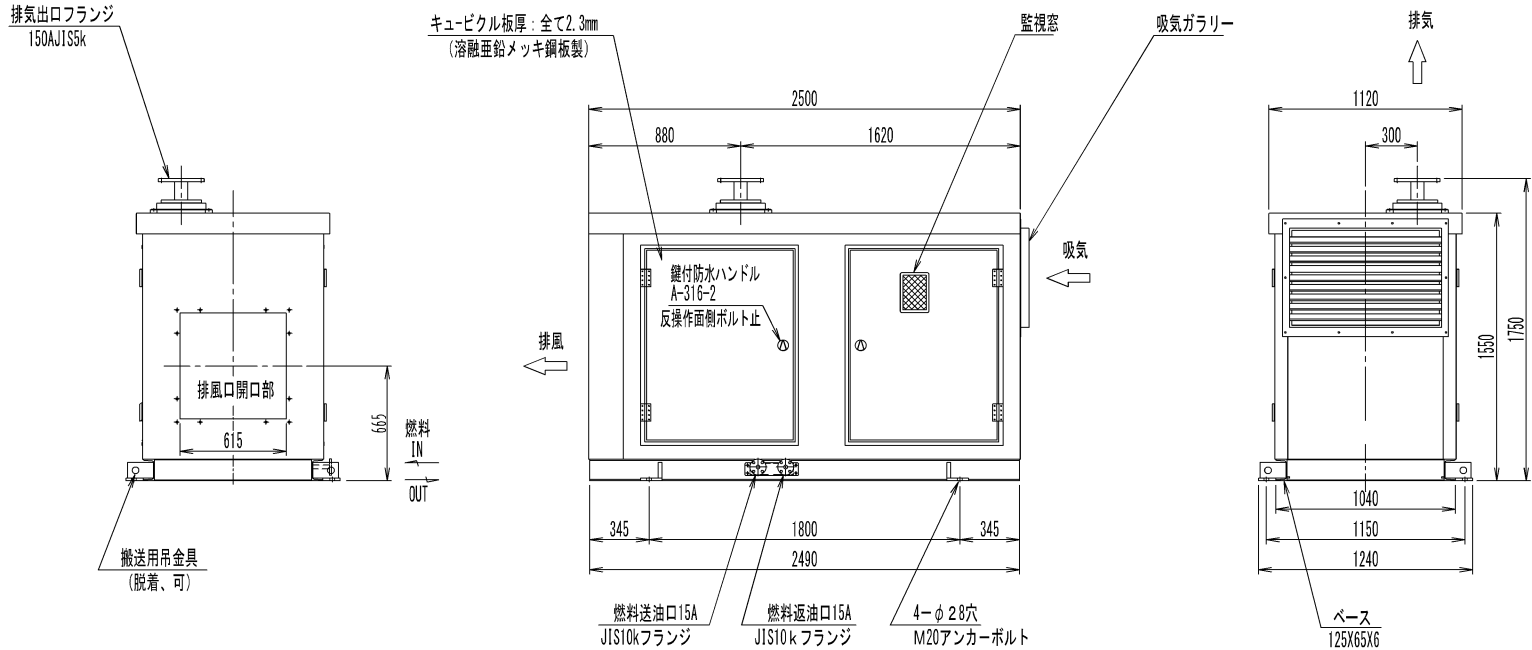 排気出口フランジ
150AJIS5k
キュービクル板厚：全て2.3mm
(溶融亜鉛メッキ鋼板製)
監視窓
吸気ガラリー
排気
2500
880
1620
1120
300
鍵付防水ハンドル
A-316-2
反操作面側ボルト止
吸気
排風
1550
1750
排風口開口部
615
665
燃料
IN
OUT
搬送用吊金具
(脱着、可)
345
1800
345
2490
1040
1150
1240
燃料送油口15A
JIS10kフランジ
燃料返油口15A
JIS10ｋフランジ
4－φ28穴
M20アンカーボルト
ベース
125X65X6